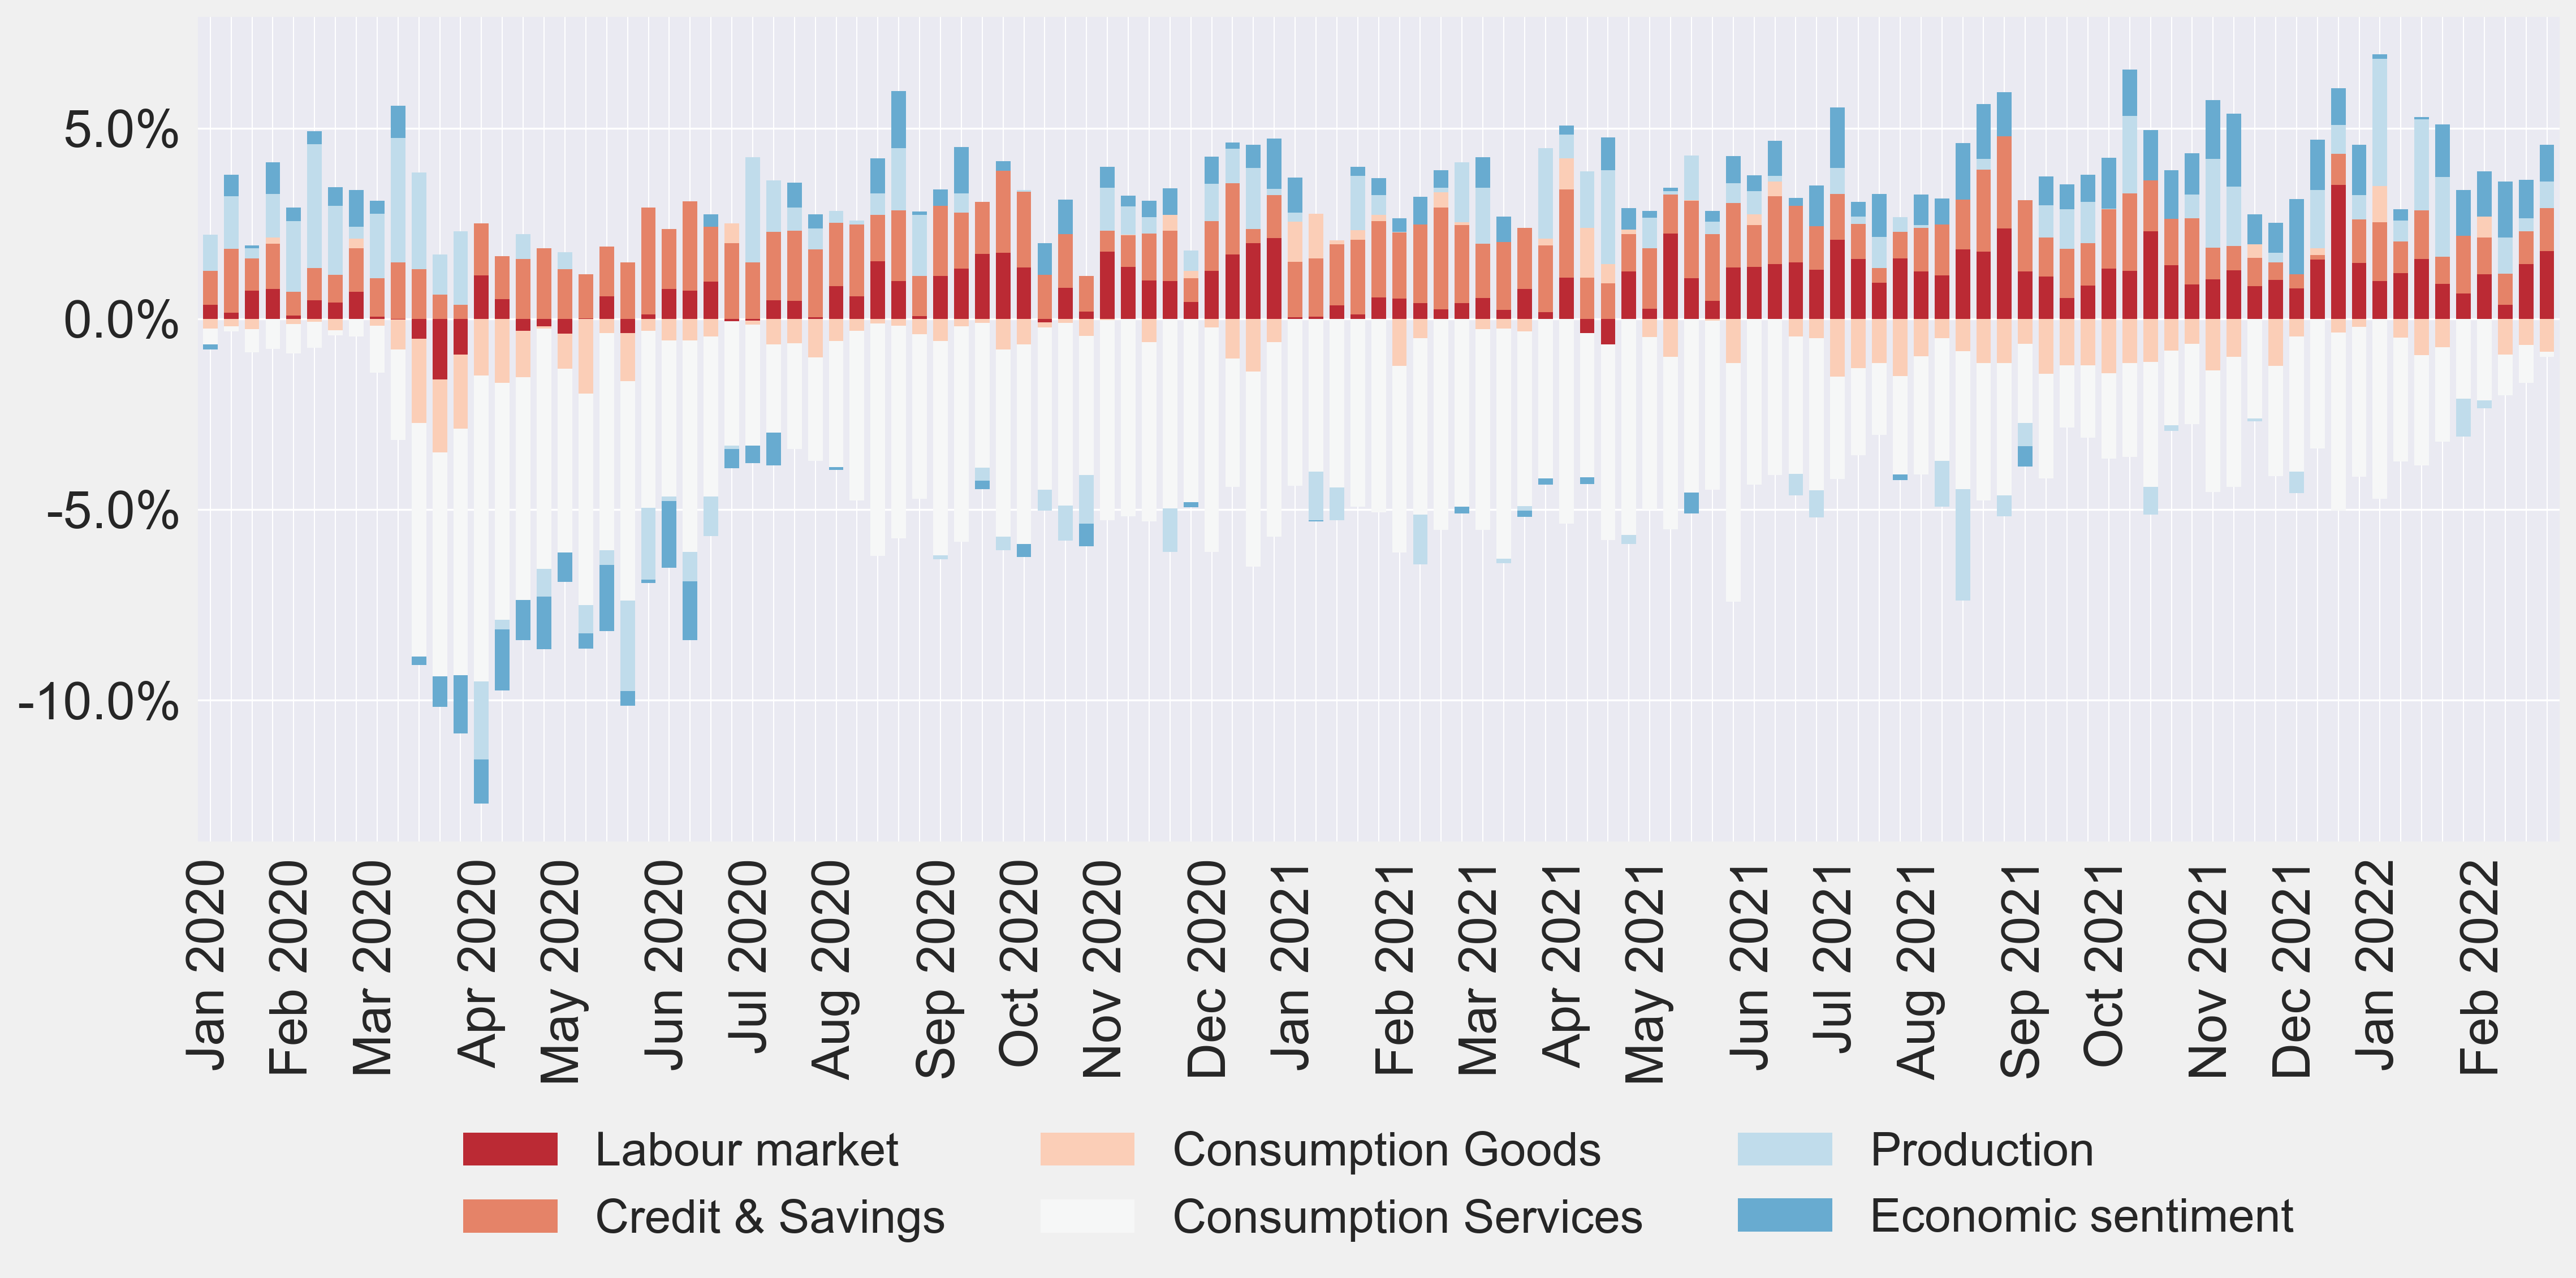 5.0%
0.0%
-5.0%
-10.0%
Jan 2020
Feb 2020
Mar 2020
Apr 2020
May 2020
Jun 2020
Jul 2020
Aug 2020
Sep 2020
Oct 2020
Nov 2020
Dec 2020
Jan 2021
Feb 2021
Mar 2021
Apr 2021
May 2021
Jun 2021
Jul 2021
Aug 2021
Sep 2021
Oct 2021
Nov 2021
Dec 2021
Jan 2022
Feb 2022
Labour market
Credit & Savings
Consumption Goods
Consumption Services
Production
Economic sentiment